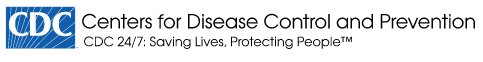 CDC Centers for Disease Control and Prevention
CDC 24/7: Saving Lives, Protecting People™